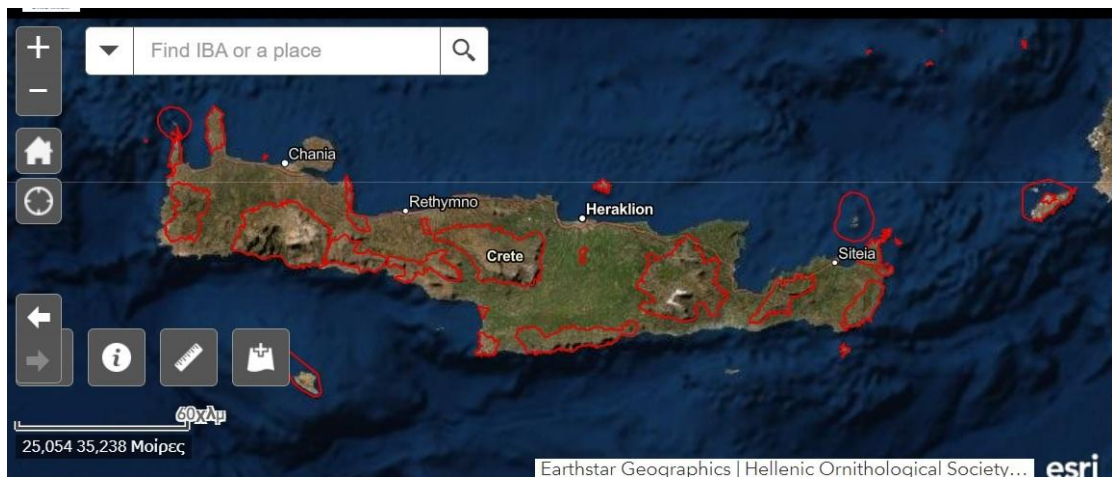 Find IBA or a place
Chania
Rethymno
Heraklion
Crete
Siteia
60χλμ
25,054 35,238 Μοίρες
Earthstar Geographics | Hellenic Ornithological Society…
esri